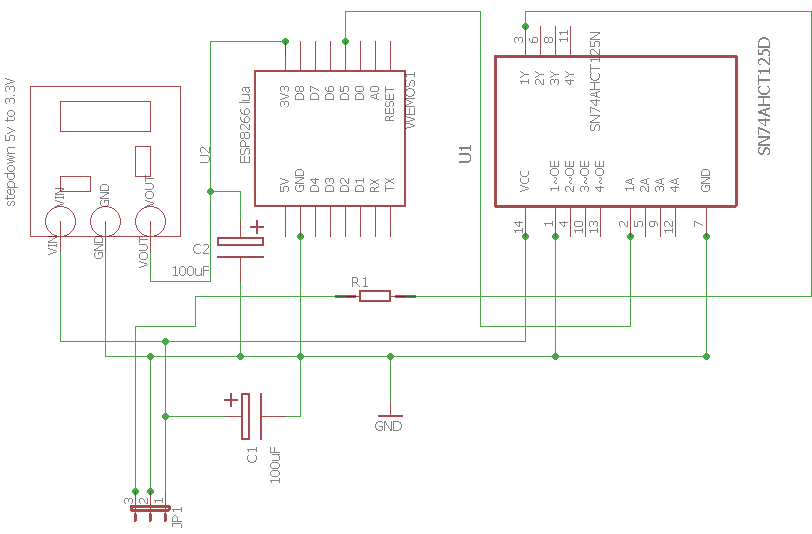 stepdown 5v to 3.3V
VIN
GND
VOUT
VIN
GND
VOUT
U2
ESP8266 lua
3V3
D8
D7
D6
D5
D0
A0
RESET
WEMOS1
5V
GND
D4
D3
D2
D1
RX
TX
U1
3
6
8
11
1Y
2Y
3Y
4Y
SN74AHCT125N
SN74AHCT125D
VCC
1~OE
2~OE
3~OE
4~OE
1A
2A
3A
4A
GND
14
1
4
10
13
2
5
9
12
7
C2
100uF
R1
GND
C1
100uF
3
2
1
JP1